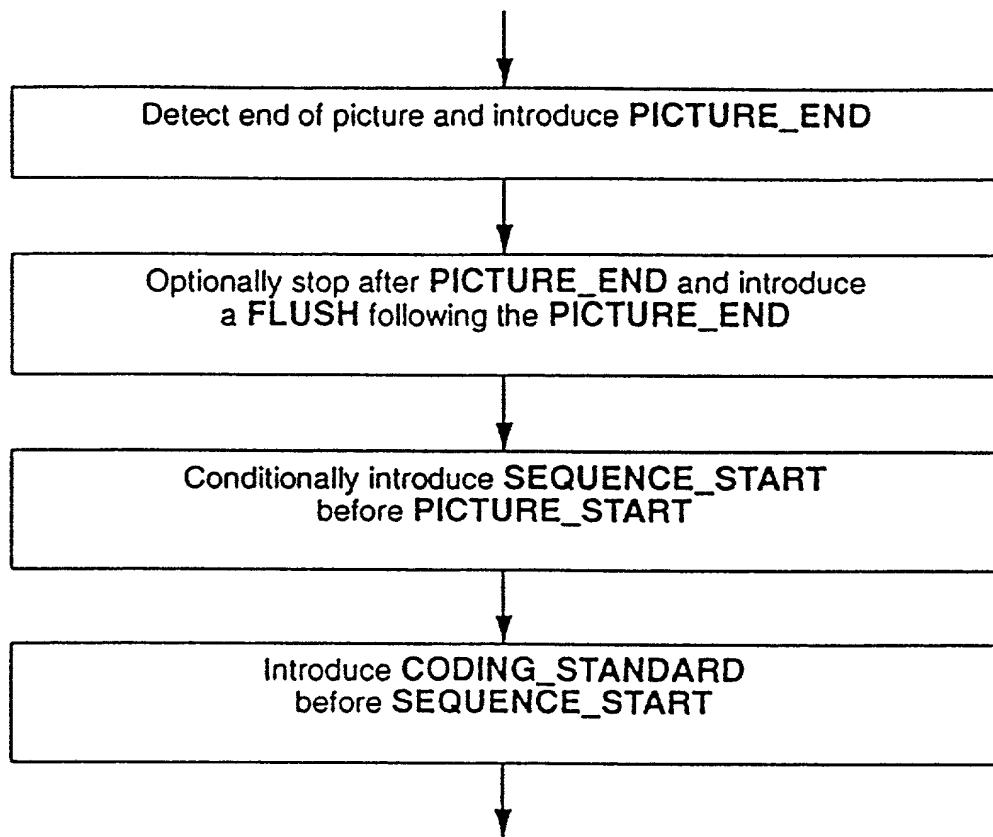 Detect end of picture and introduce PICTURE_END
Optionally stop after PICTURE_END and introduce
a FLUSH following the PICTURE_END
Conditionally introduce SEQUENCE_START
before PICTURE_START
Introduce CODING_STANDARD
before SEQUENCE_START